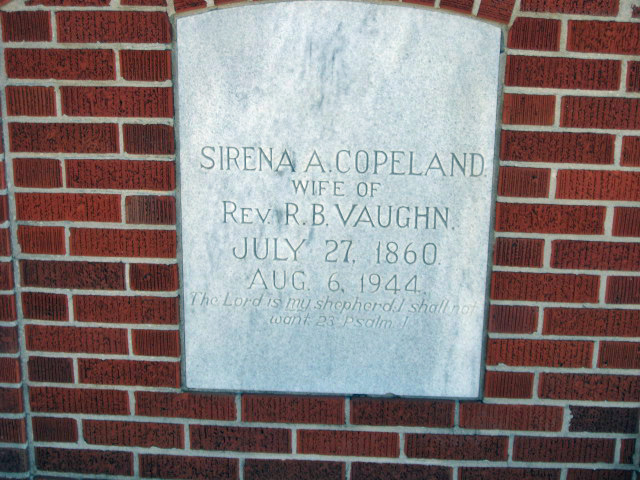 SIRENA A. COPELAND.
WIFE OF
REV. R. B. VAUGHN.
JULY 27, 1860.
AUG. 6, 1944.
The Lord is my shepherd, I shall not
want. 23 Psalm 1